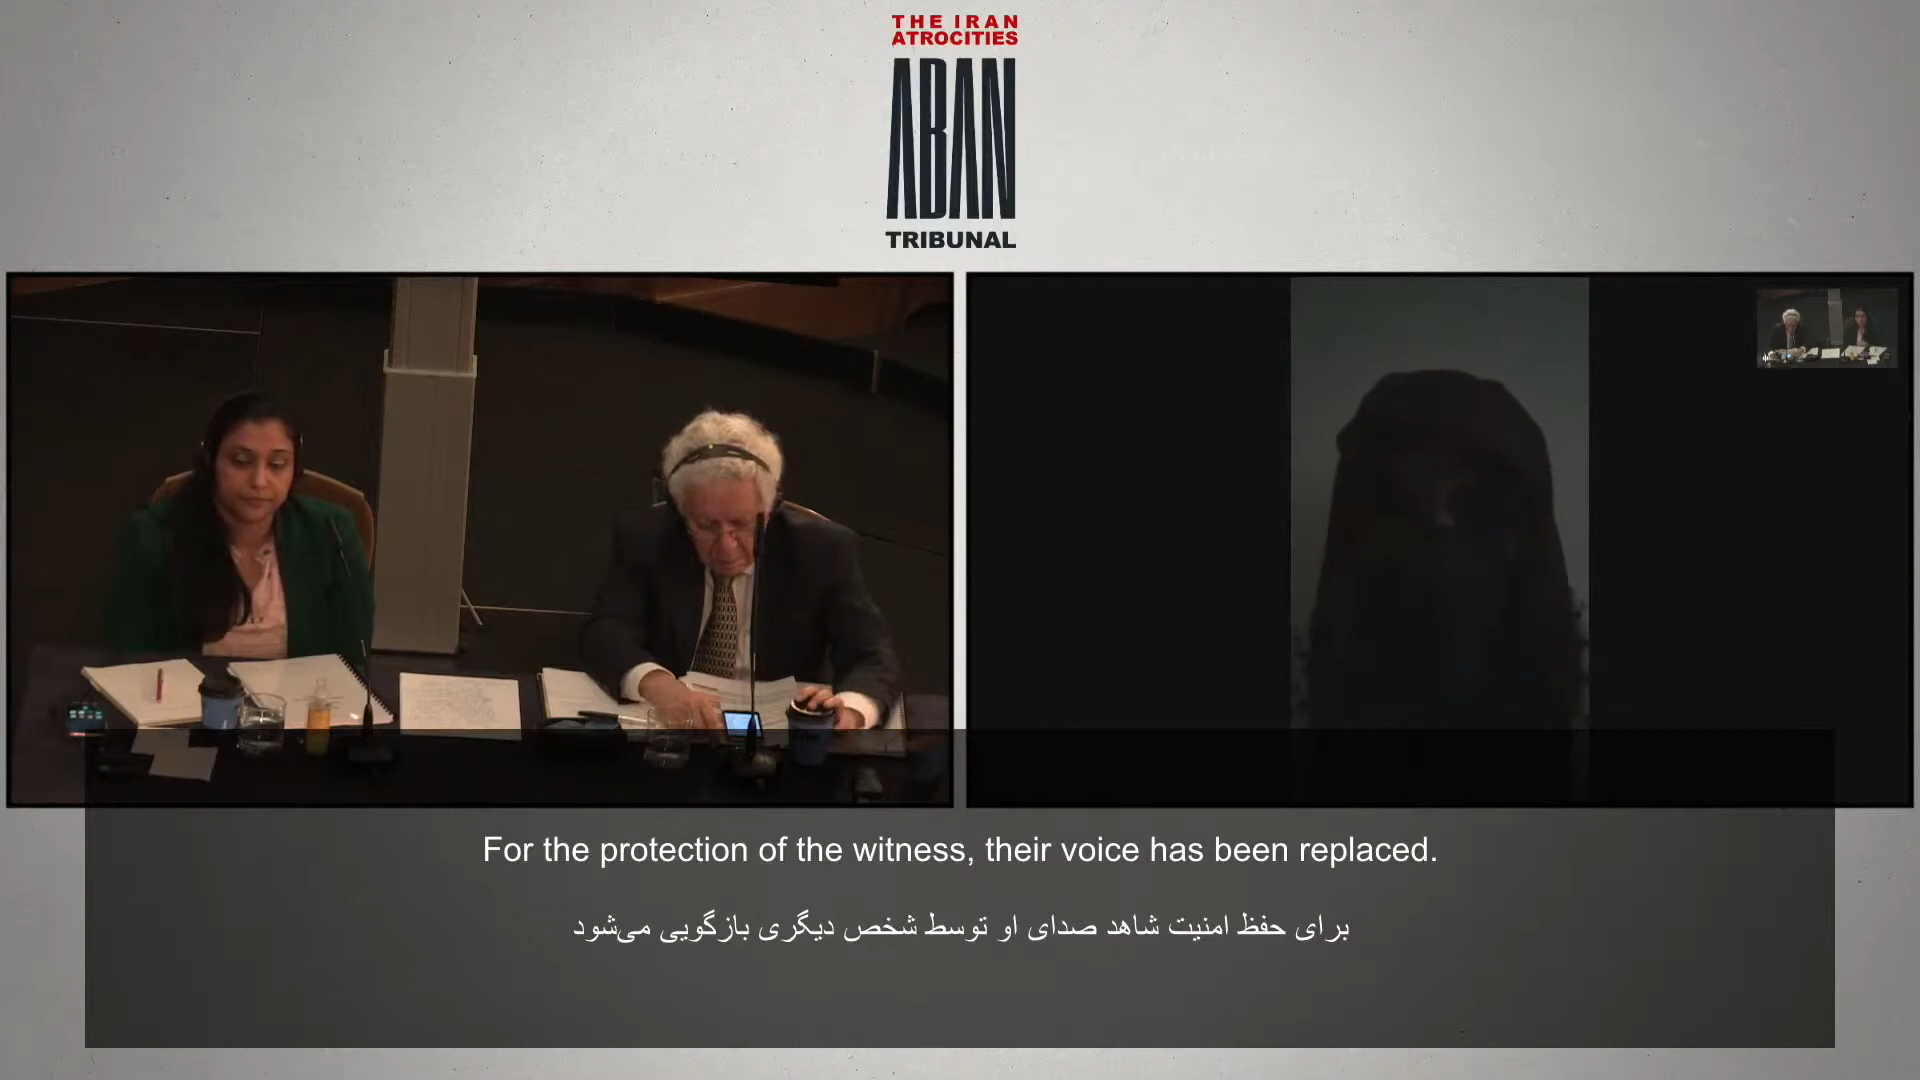 THE IRAN
ATROCITIES
ABAN
TRIBUNAL
For the protection of the witness, their voice has been replaced.
برای حفظ امنیت شاهد صدای او توسط شخص دیگری بازگویی می‌شود